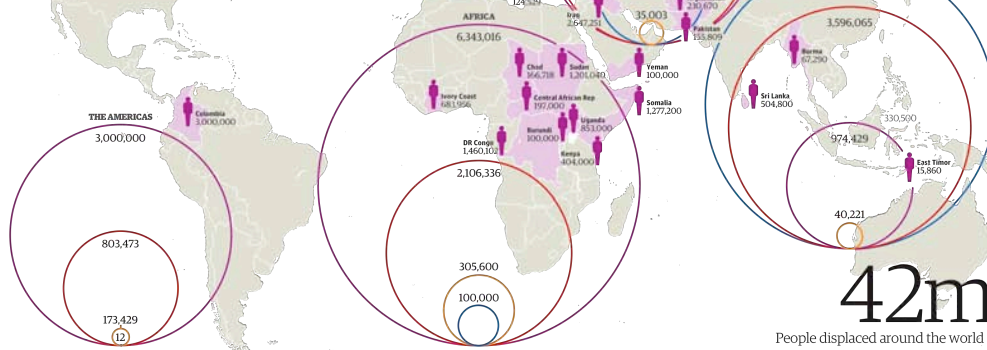 124,529
Iraq
2,647,251
35,003
230,670
Pakistan
155,809
3,596,065
AFRICA
6,343,016
Burma
67,290
Chad
166,718
Sudan
1,201,040
Yemen
100,000
Ivory Coast
683,956
Central African Rep
197,000
Somalia
1,277,200
Sri Lanka
504,800
Colombia
3,000,000
THE AMERICAS
3,000,000
Burundi
100,000
Uganda
853,000
330,500
974,429
DR Congo
1,460,102
Kenya
404,000
2,106,336
East Timor
15,860
803,473
40,221
305,600
100,000
173,429
12
42m
People displaced around the world